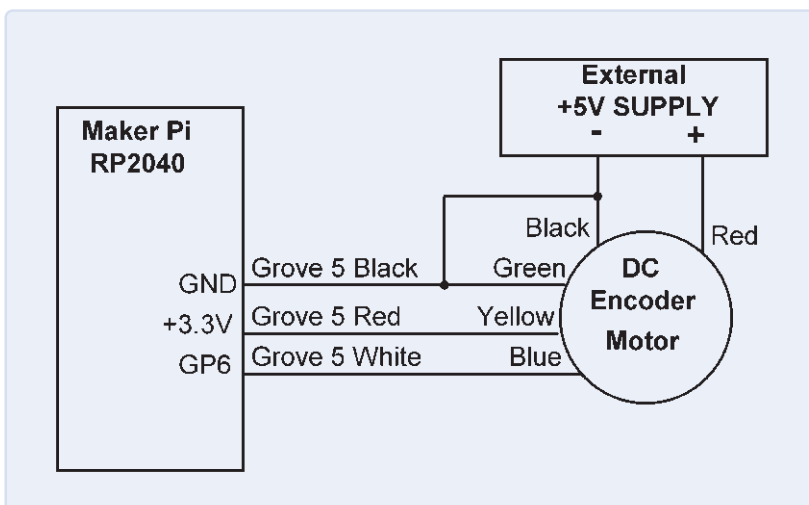 External
+5V SUPPLY
- +
Maker Pi
RP2040
Black
Red
GND
Grove 5 Black
Green
+3.3V
Grove 5 Red
Yellow
GP6
Grove 5 White
Blue
DC
Encoder
Motor